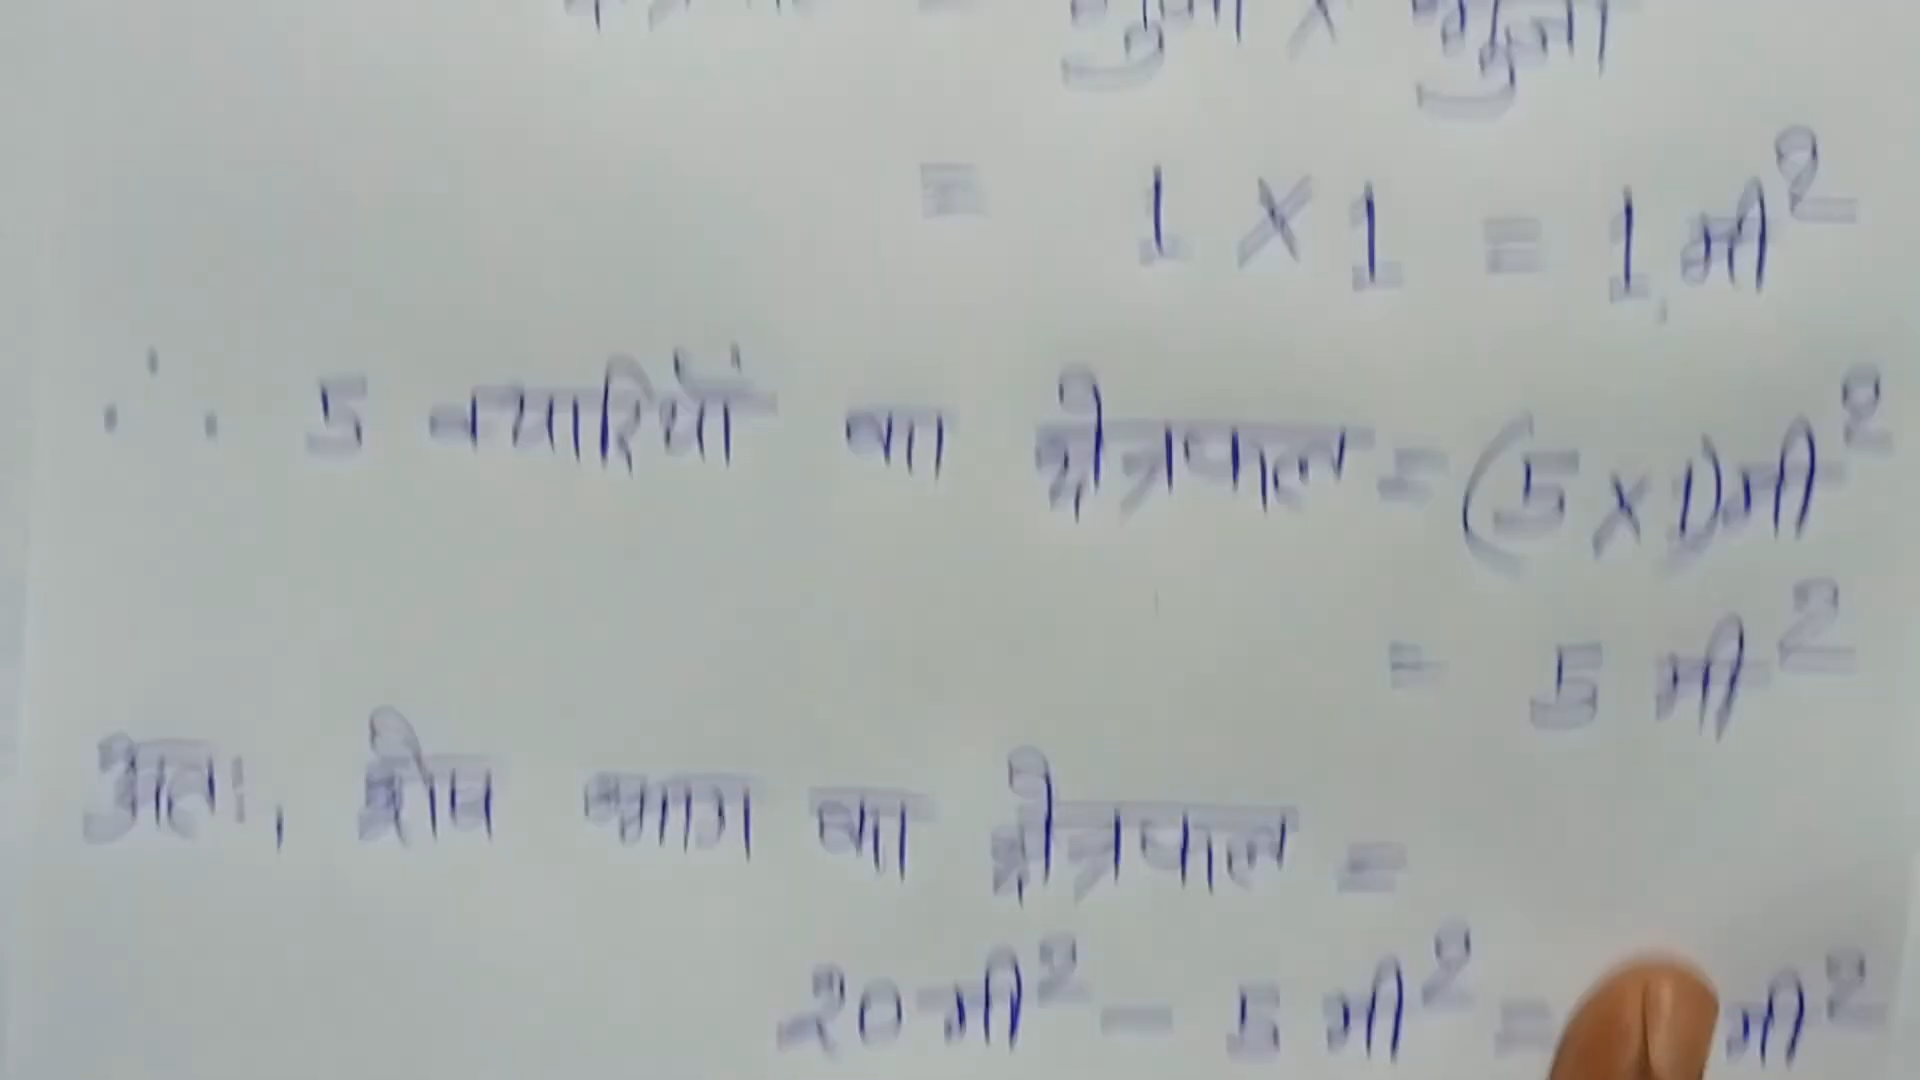 = भुजा × भुजा
= 1 × 1 = 1 मी²
∴ 5 क्यारियों का क्षेत्रफल = (5 × 1) मी²
= 5 मी²
अतः, शेष भाग का क्षेत्रफल =
20 मी² - 5 मी² = मी²